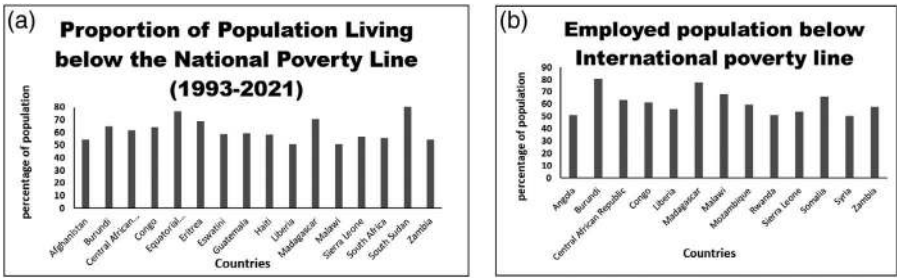 (a)
Proportion of Population Living
below the National Poverty Line
(1993-2021)
percentage of population
80
70
60
50
40
30
20
10
0
Afghanistan
Burundi
Central African...
Congo
Equatorial ...
Eritrea
Eswatini
Guatemala
Haiti
Liberia
Madagascar
Malawi
Sierra Leone
South Africa
South Sudan
Zambia
Countries
(b)
Employed population below
International poverty line
percentage of population
90
80
70
60
50
40
30
20
10
0
Angola
Burundi
Central African Republic
Congo
Liberia
Madagascar
Malawi
Mozambique
Rwanda
Sierra Leone
Somalia
Syria
Zambia
Countries